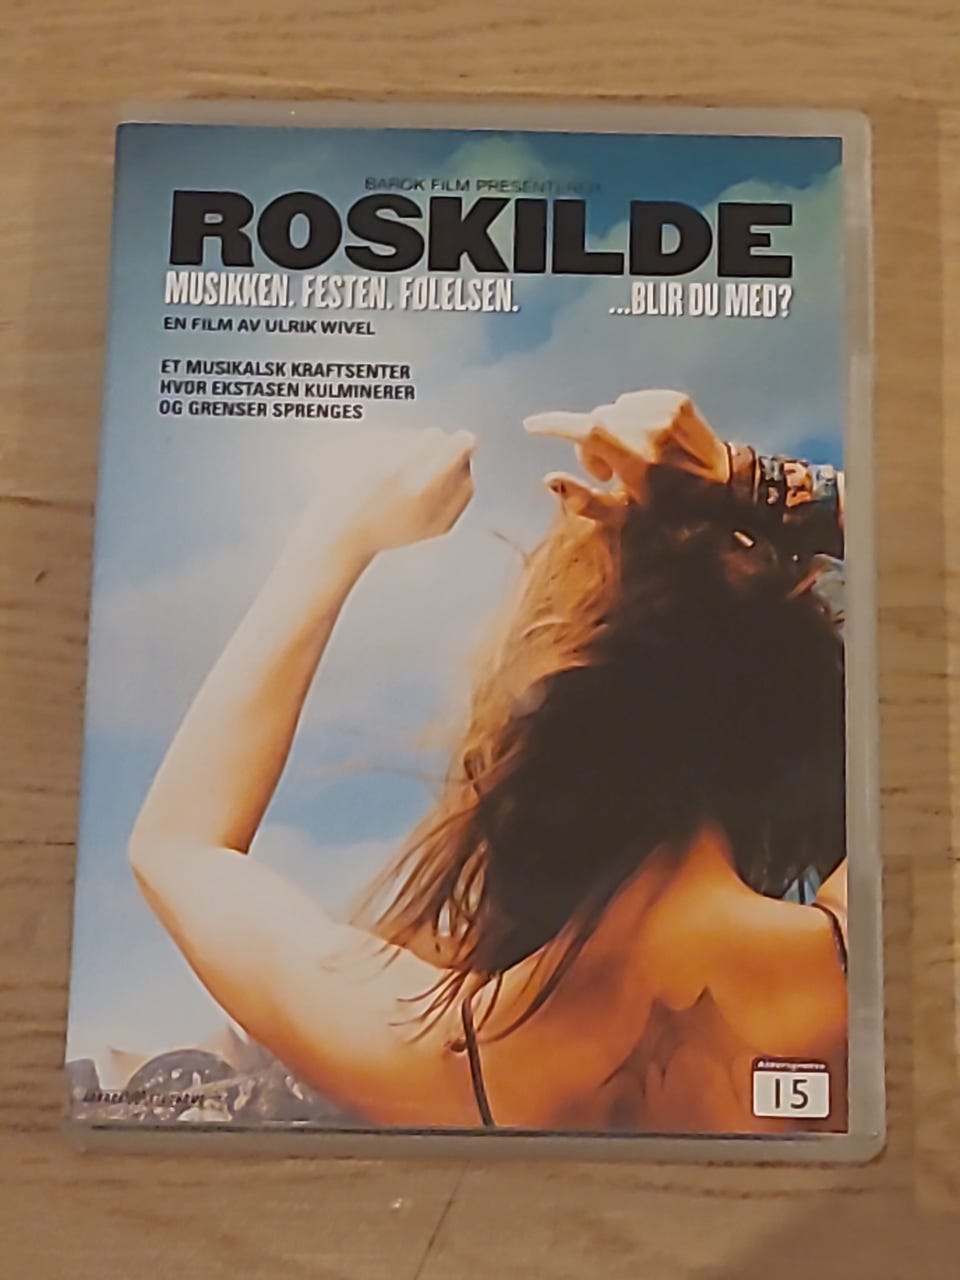 BAROK FILM PRESENTERER
ROSKILDE
MUSIKKEN. FESTEN. FØLELSEN. ...BLIR DU MED?
EN FILM AV ULRIK WIVEL
ET MUSIKALSK KRAFTSENTER
HVOR EKSTASEN KULMINERER
OG GRENSER SPRENGES
Aldersgrense
15